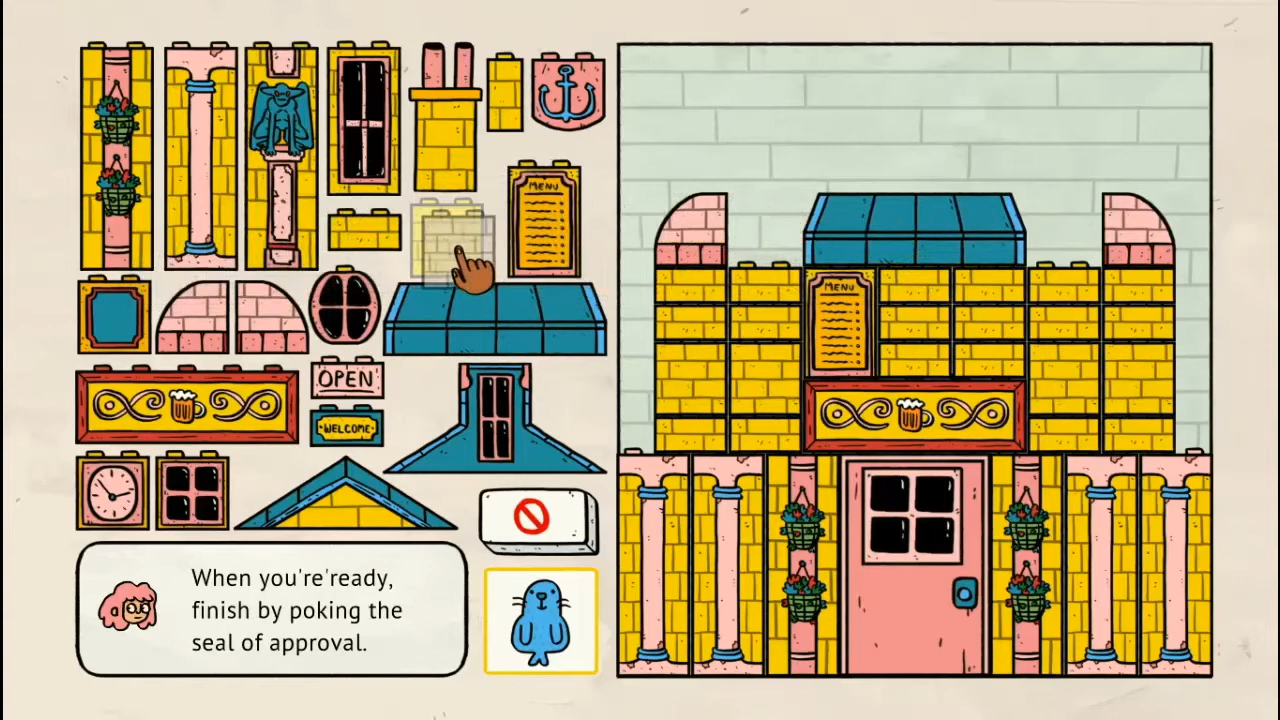 MENU
OPEN
WELCOME
MENU
When you're ready,
finish by poking the
seal of approval.